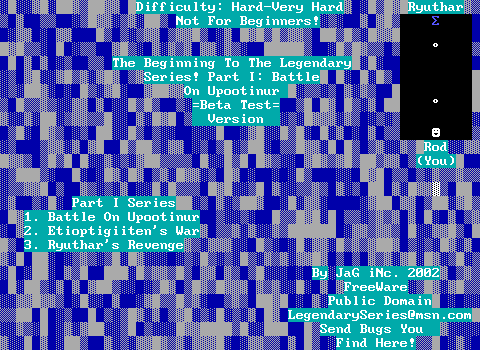 Difficulty: Hard-Very Hard
Not For Beginners!
Ryuthar
Σ
The Beginning To The Legendary
Series! Part I: Battle
On Upootinur
=Beta Test=
Version
Rod
(You)
Part I Series
1. Battle On Upootinur
2. Etioptigiiten's War
3. Ryuthar's Revenge
By JaG iNc. 2002
FreeWare
Public Domain
LegendarySeries@msn.com
Send Bugs You
Find Here!